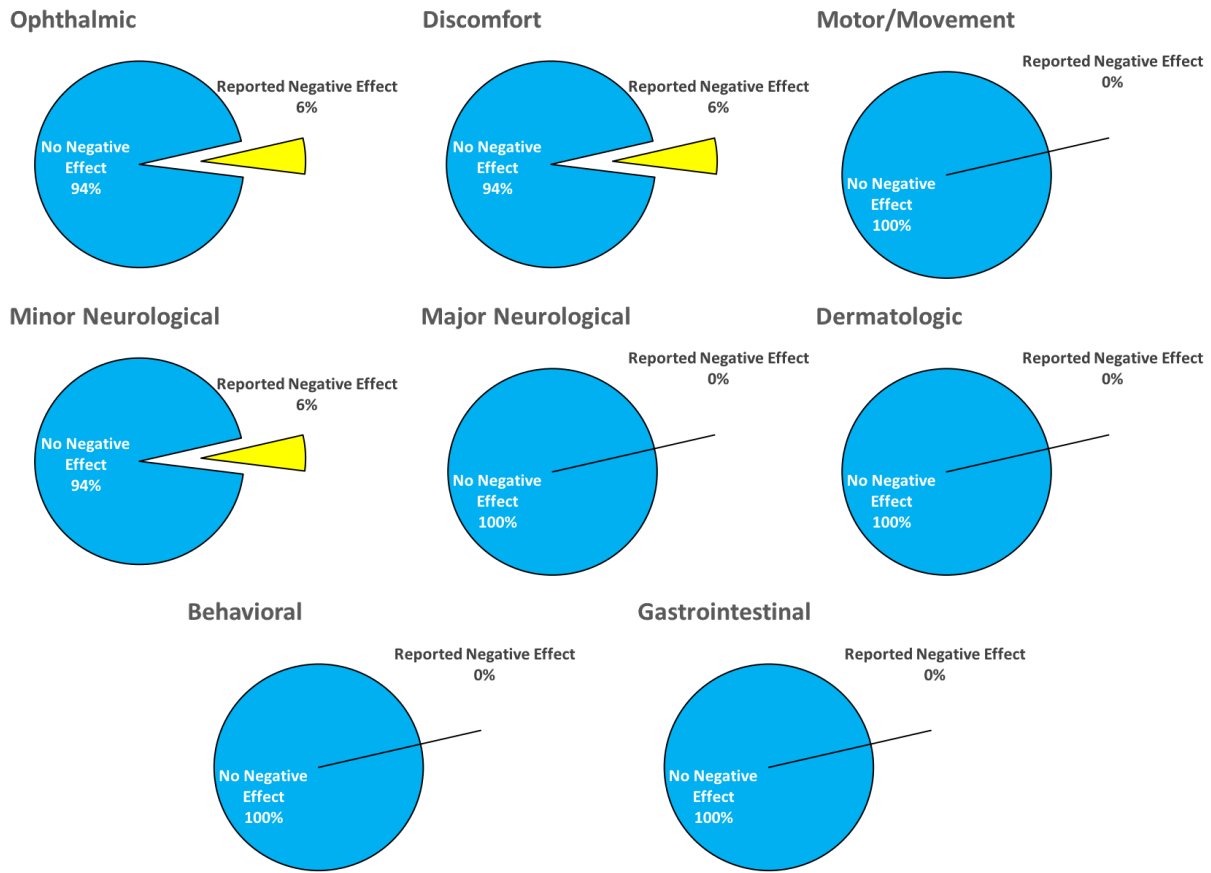 Ophthalmic
Reported Negative Effect
6%
No Negative
Effect
94%
Discomfort
Reported Negative Effect
6%
No Negative
Effect
94%
Motor/Movement
Reported Negative Effect
0%
No Negative
Effect
100%
Minor Neurological
Reported Negative Effect
6%
No Negative
Effect
94%
Major Neurological
Reported Negative Effect
0%
No Negative
Effect
100%
Dermatologic
Reported Negative Effect
0%
No Negative
Effect
100%
Behavioral
Reported Negative Effect
0%
No Negative
Effect
100%
Gastrointestinal
Reported Negative Effect
0%
No Negative
Effect
100%